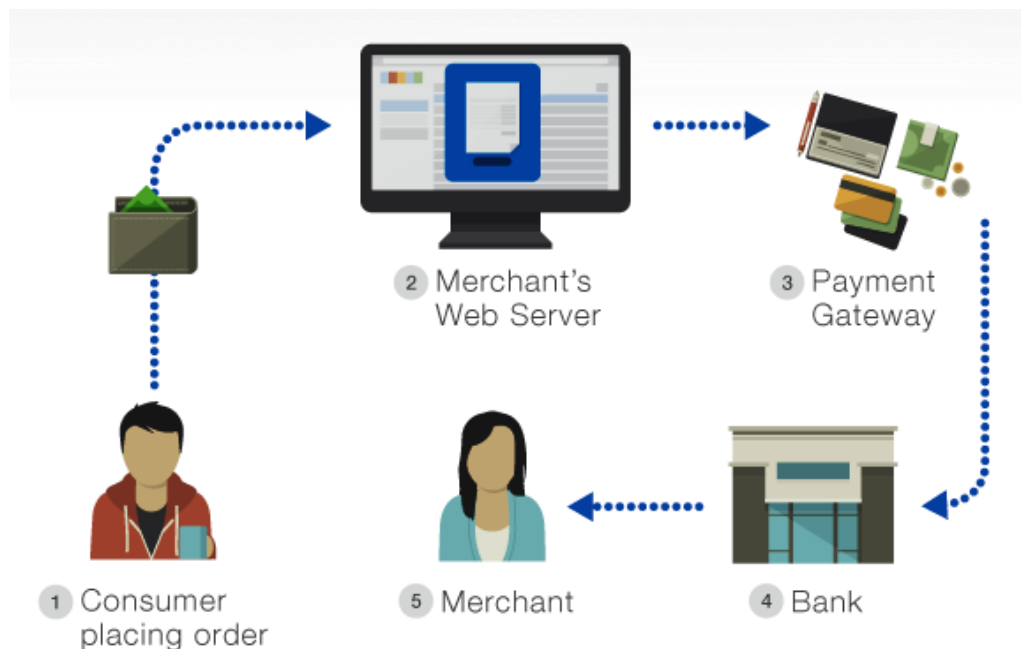 2 Merchant's
Web Server
3 Payment
Gateway
1 Consumer
placing order
5 Merchant
4 Bank